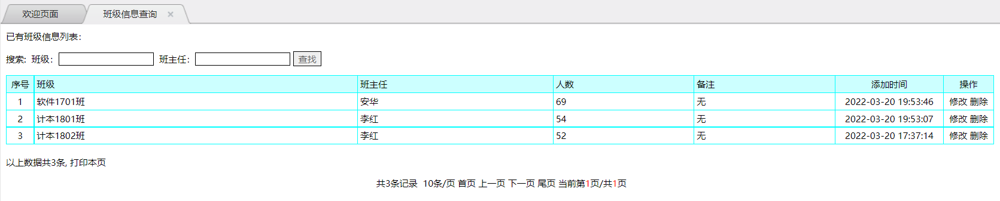 欢迎页面 班级信息查询 ×
已有班级信息列表：
搜索: 班级： 班主任： 查找
序号 班级 班主任 人数 备注 添加时间 操作
1 软件1701班 安华 69 无 2022-03-20 19:53:46 修改 删除
2 计本1801班 李红 54 无 2022-03-20 19:53:07 修改 删除
3 计本1802班 李红 52 无 2022-03-20 17:37:14 修改 删除
以上数据共3条, 打印本页
共3条记录 10条/页 首页 上一页 下一页 尾页 当前第1页/共1页